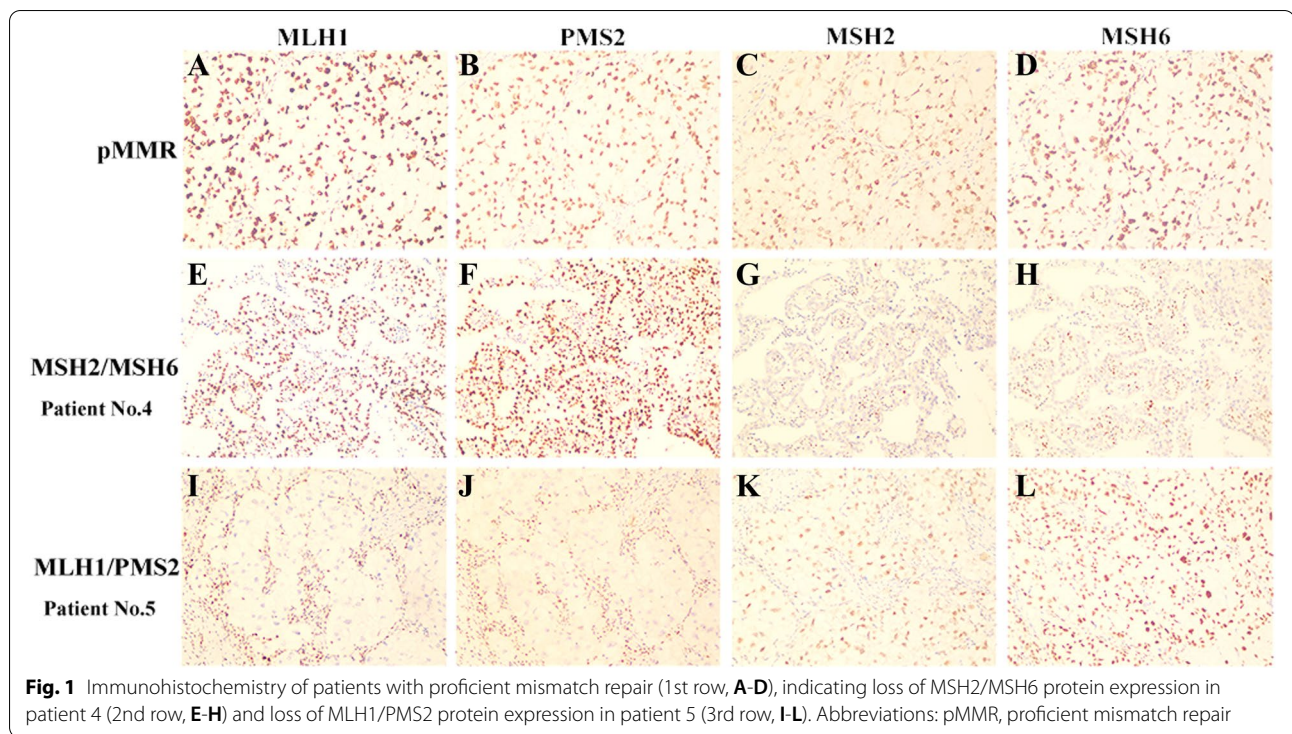 MLH1 PMS2 MSH2 MSH6
A B C D
pMMR
E F G H
MSH2/MSH6
Patient No.4
I J K L
MLH1/PMS2
Patient No.5
Fig. 1 Immunohistochemistry of patients with proficient mismatch repair (1st row, A-D), indicating loss of MSH2/MSH6 protein expression in
patient 4 (2nd row, E-H) and loss of MLH1/PMS2 protein expression in patient 5 (3rd row, I-L). Abbreviations: pMMR, proficient mismatch repair